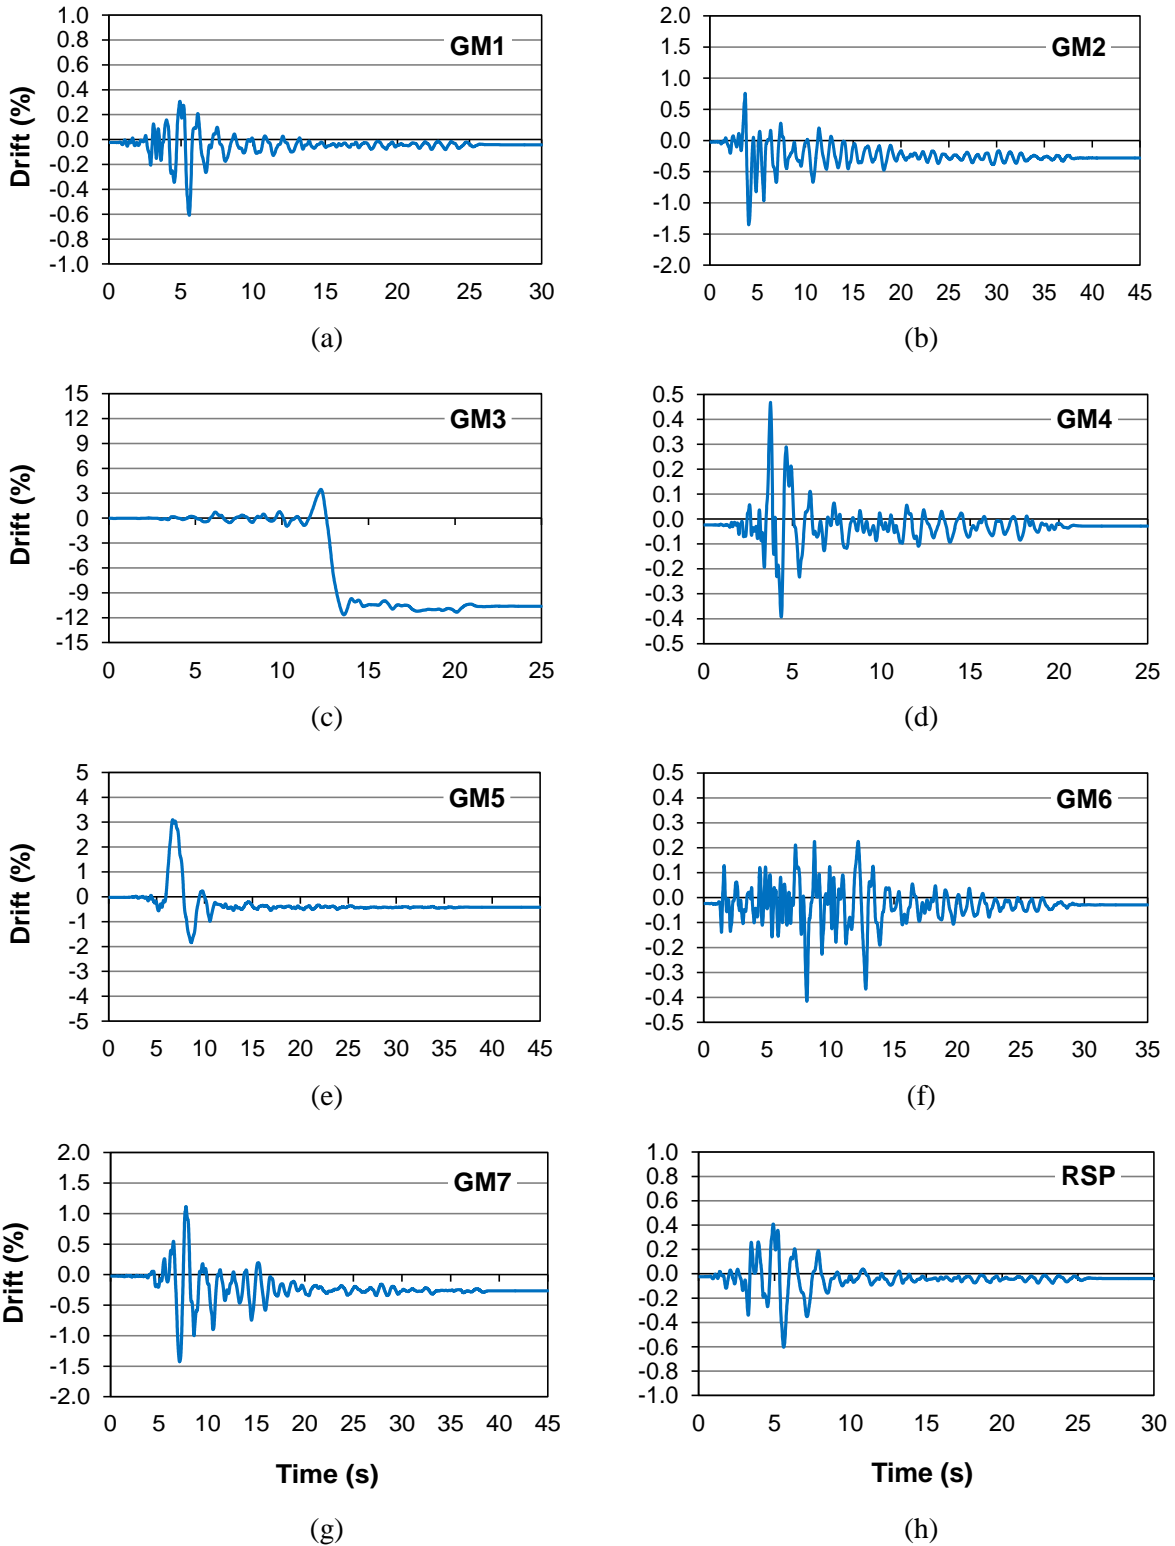 1.0
0.8
0.6
0.4
0.2
0.0
-0.2
-0.4
-0.6
-0.8
-1.0
Drift (%)
GM1
0 5 10 15 20 25 30
(a)
2.0
1.5
1.0
0.5
0.0
-0.5
-1.0
-1.5
-2.0
GM2
0 5 10 15 20 25 30 35 40 45
(b)
15
12
9
6
3
0
-3
-6
-9
-12
-15
Drift (%)
GM3
0 5 10 15 20 25
(c)
0.5
0.4
0.3
0.2
0.1
0.0
-0.1
-0.2
-0.3
-0.4
-0.5
GM4
0 5 10 15 20 25
(d)
5
4
3
2
1
0
-1
-2
-3
-4
-5
Drift (%)
GM5
0 5 10 15 20 25 30 35 40 45
(e)
0.5
0.4
0.3
0.2
0.1
0.0
-0.1
-0.2
-0.3
-0.4
-0.5
GM6
0 5 10 15 20 25 30 35
(f)
2.0
1.5
1.0
0.5
0.0
-0.5
-1.0
-1.5
-2.0
Drift (%)
GM7
0 5 10 15 20 25 30 35 40 45
Time (s)
(g)
1.0
0.8
0.6
0.4
0.2
0.0
-0.2
-0.4
-0.6
-0.8
-1.0
RSP
0 5 10 15 20 25 30
Time (s)
(h)